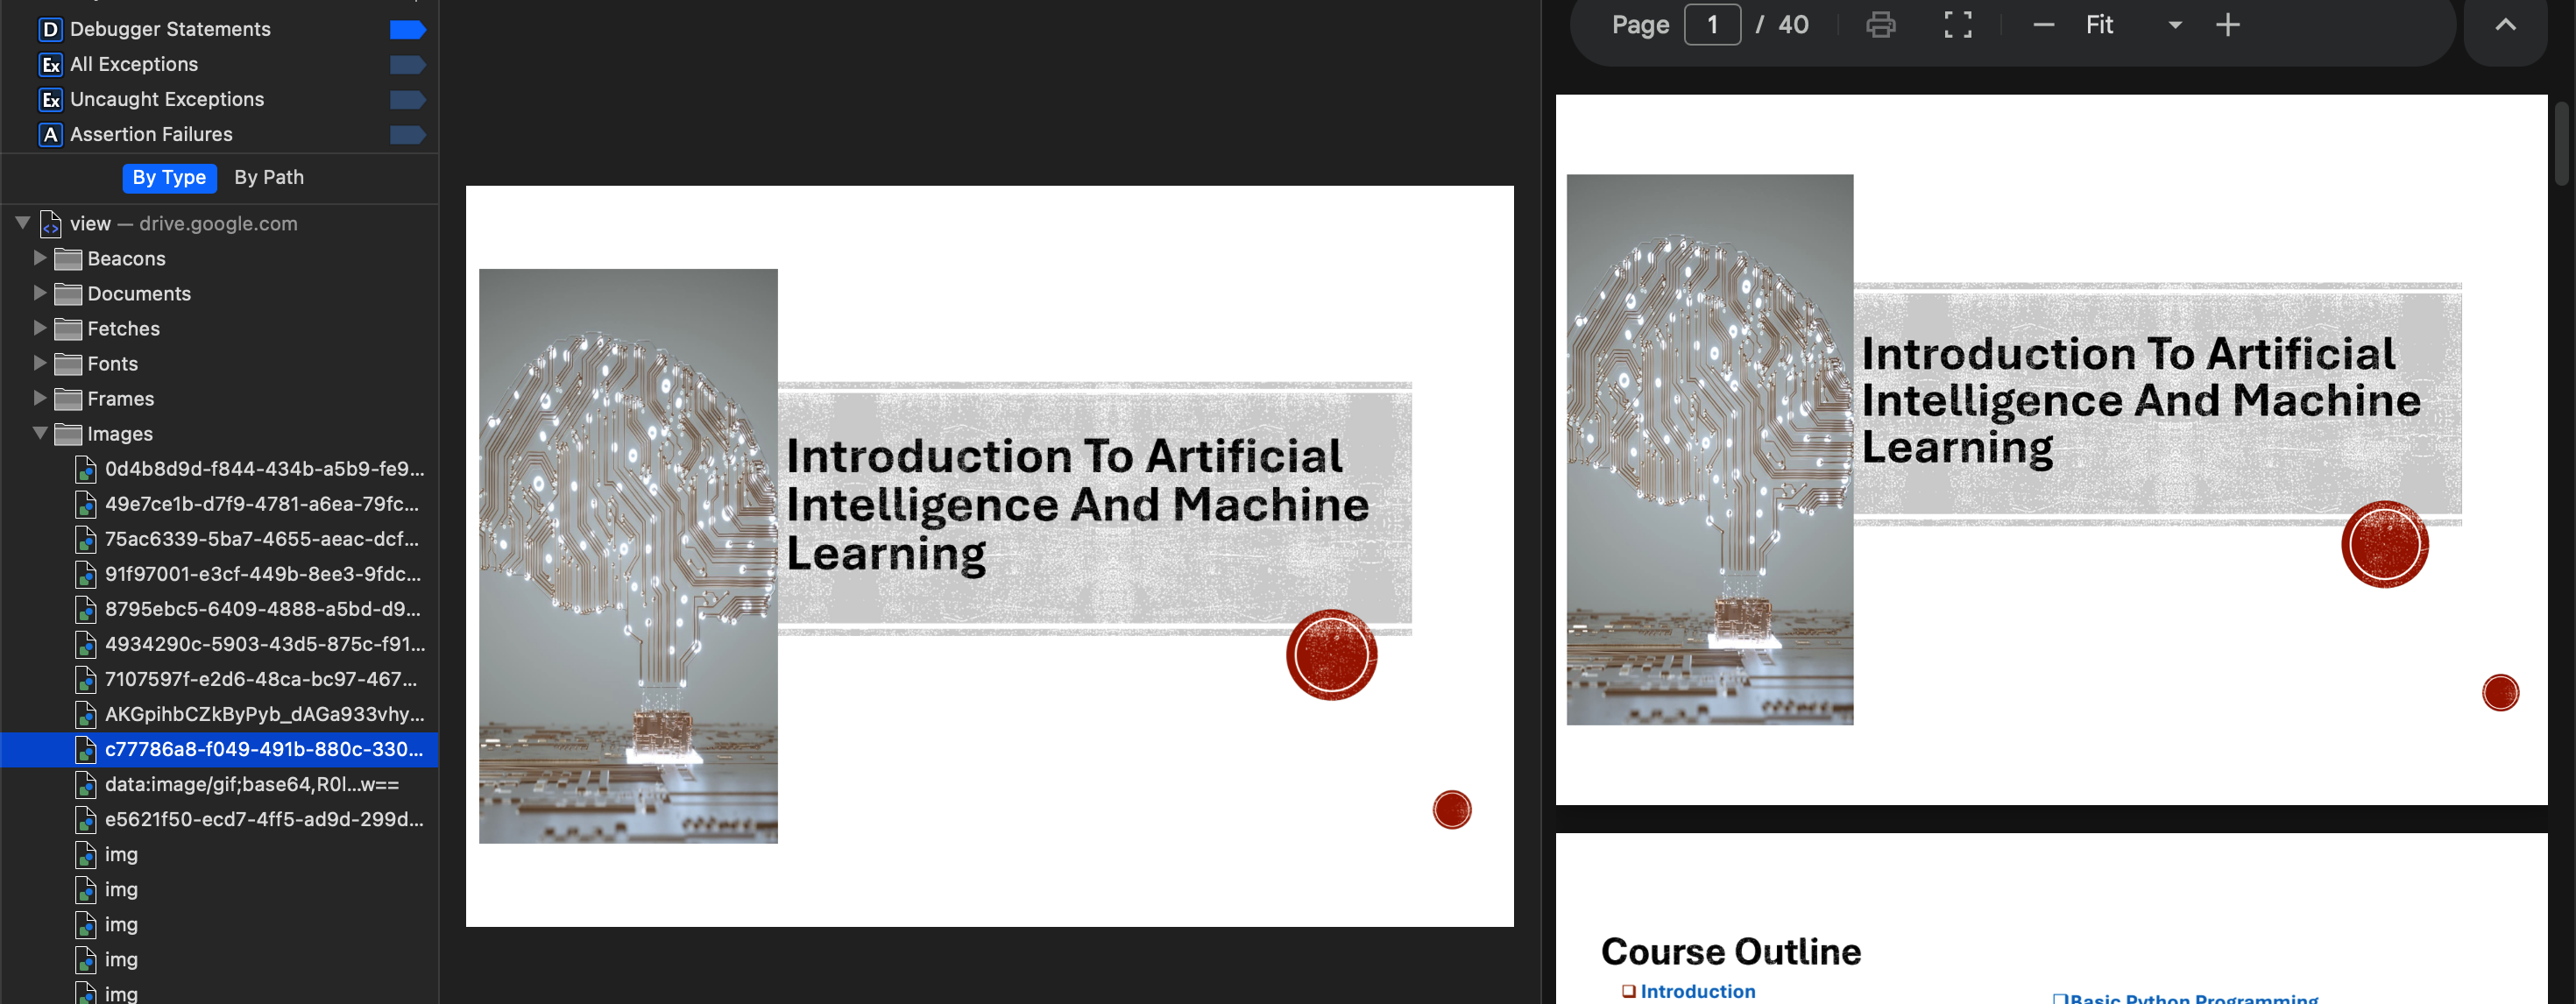 D Debugger Statements
Ex All Exceptions
Ex Uncaught Exceptions
A Assertion Failures
By Type By Path
view — drive.google.com
Beacons
Documents
Fetches
Fonts
Frames
Images
0d4b8d9d-f844-434b-a5b9-fe9...
49e7ce1b-d7f9-4781-a6ea-79fc...
75ac6339-5ba7-4655-aeac-dcf...
91f97001-e3cf-449b-8ee3-9fdc...
8795ebc5-6409-4888-a5bd-d9...
4934290c-5903-43d5-875c-f91...
7107597f-e2d6-48ca-bc97-467...
AKGpihbCZkByPyb_dAGa933vhy...
c77786a8-f049-491b-880c-330...
data:image/gif;base64,R0l...w==
e5621f50-ecd7-4ff5-ad9d-299d...
img
img
img
img
img
Introduction To Artificial
Intelligence And Machine
Learning
Page 1 / 40 Fit
Introduction To Artificial
Intelligence And Machine
Learning
Course Outline
Introduction
Basic Python Programming